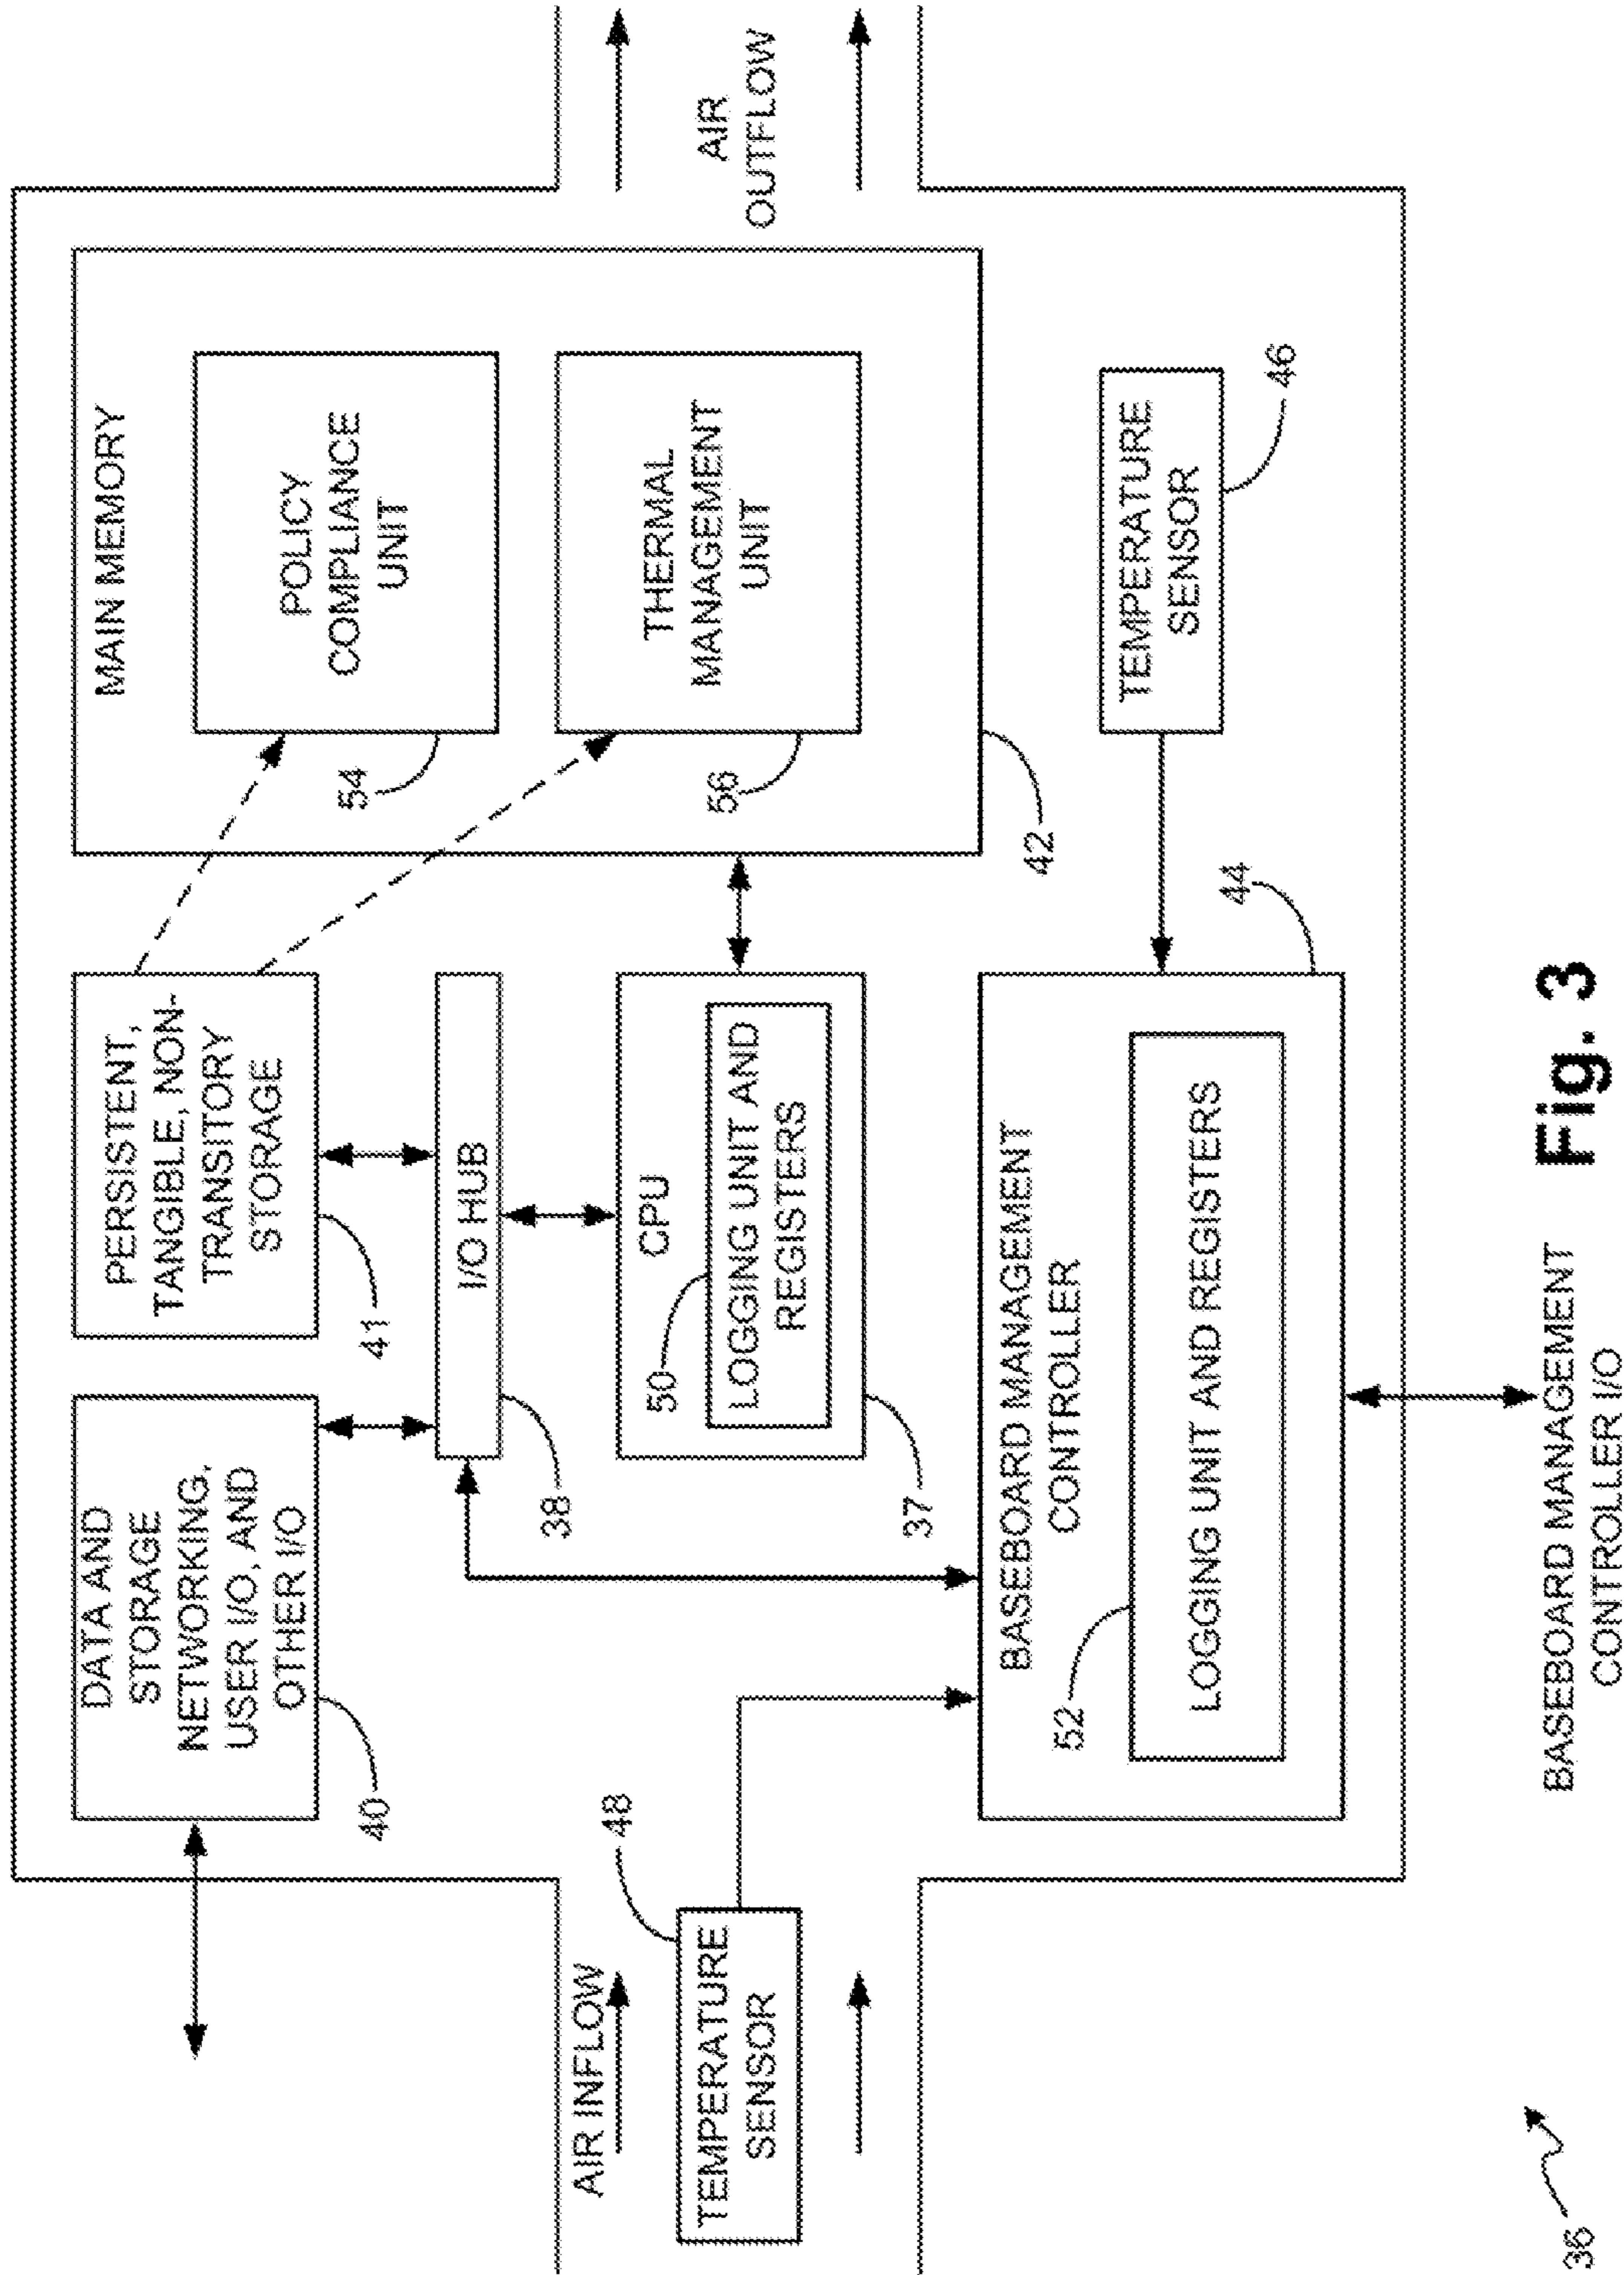 DATA AND
STORAGE
NETWORKING,
USER I/O, AND
OTHER I/O
40
PERSISTENT,
TANGIBLE, NON-
TRANSITORY
STORAGE
41
MAIN MEMORY
POLICY
COMPLIANCE
UNIT
54
THERMAL
MANAGEMENT
UNIT
56
42
I/O HUB
38
CPU
50
LOGGING UNIT AND
REGISTERS
37
AIR INFLOW
48
TEMPERATURE
SENSOR
AIR
OUTFLOW
BASEBOARD MANAGEMENT
CONTROLLER
52
LOGGING UNIT AND REGISTERS
44
TEMPERATURE
SENSOR
46
BASEBOARD MANAGEMENT
CONTROLLER I/O
36
Fig. 3